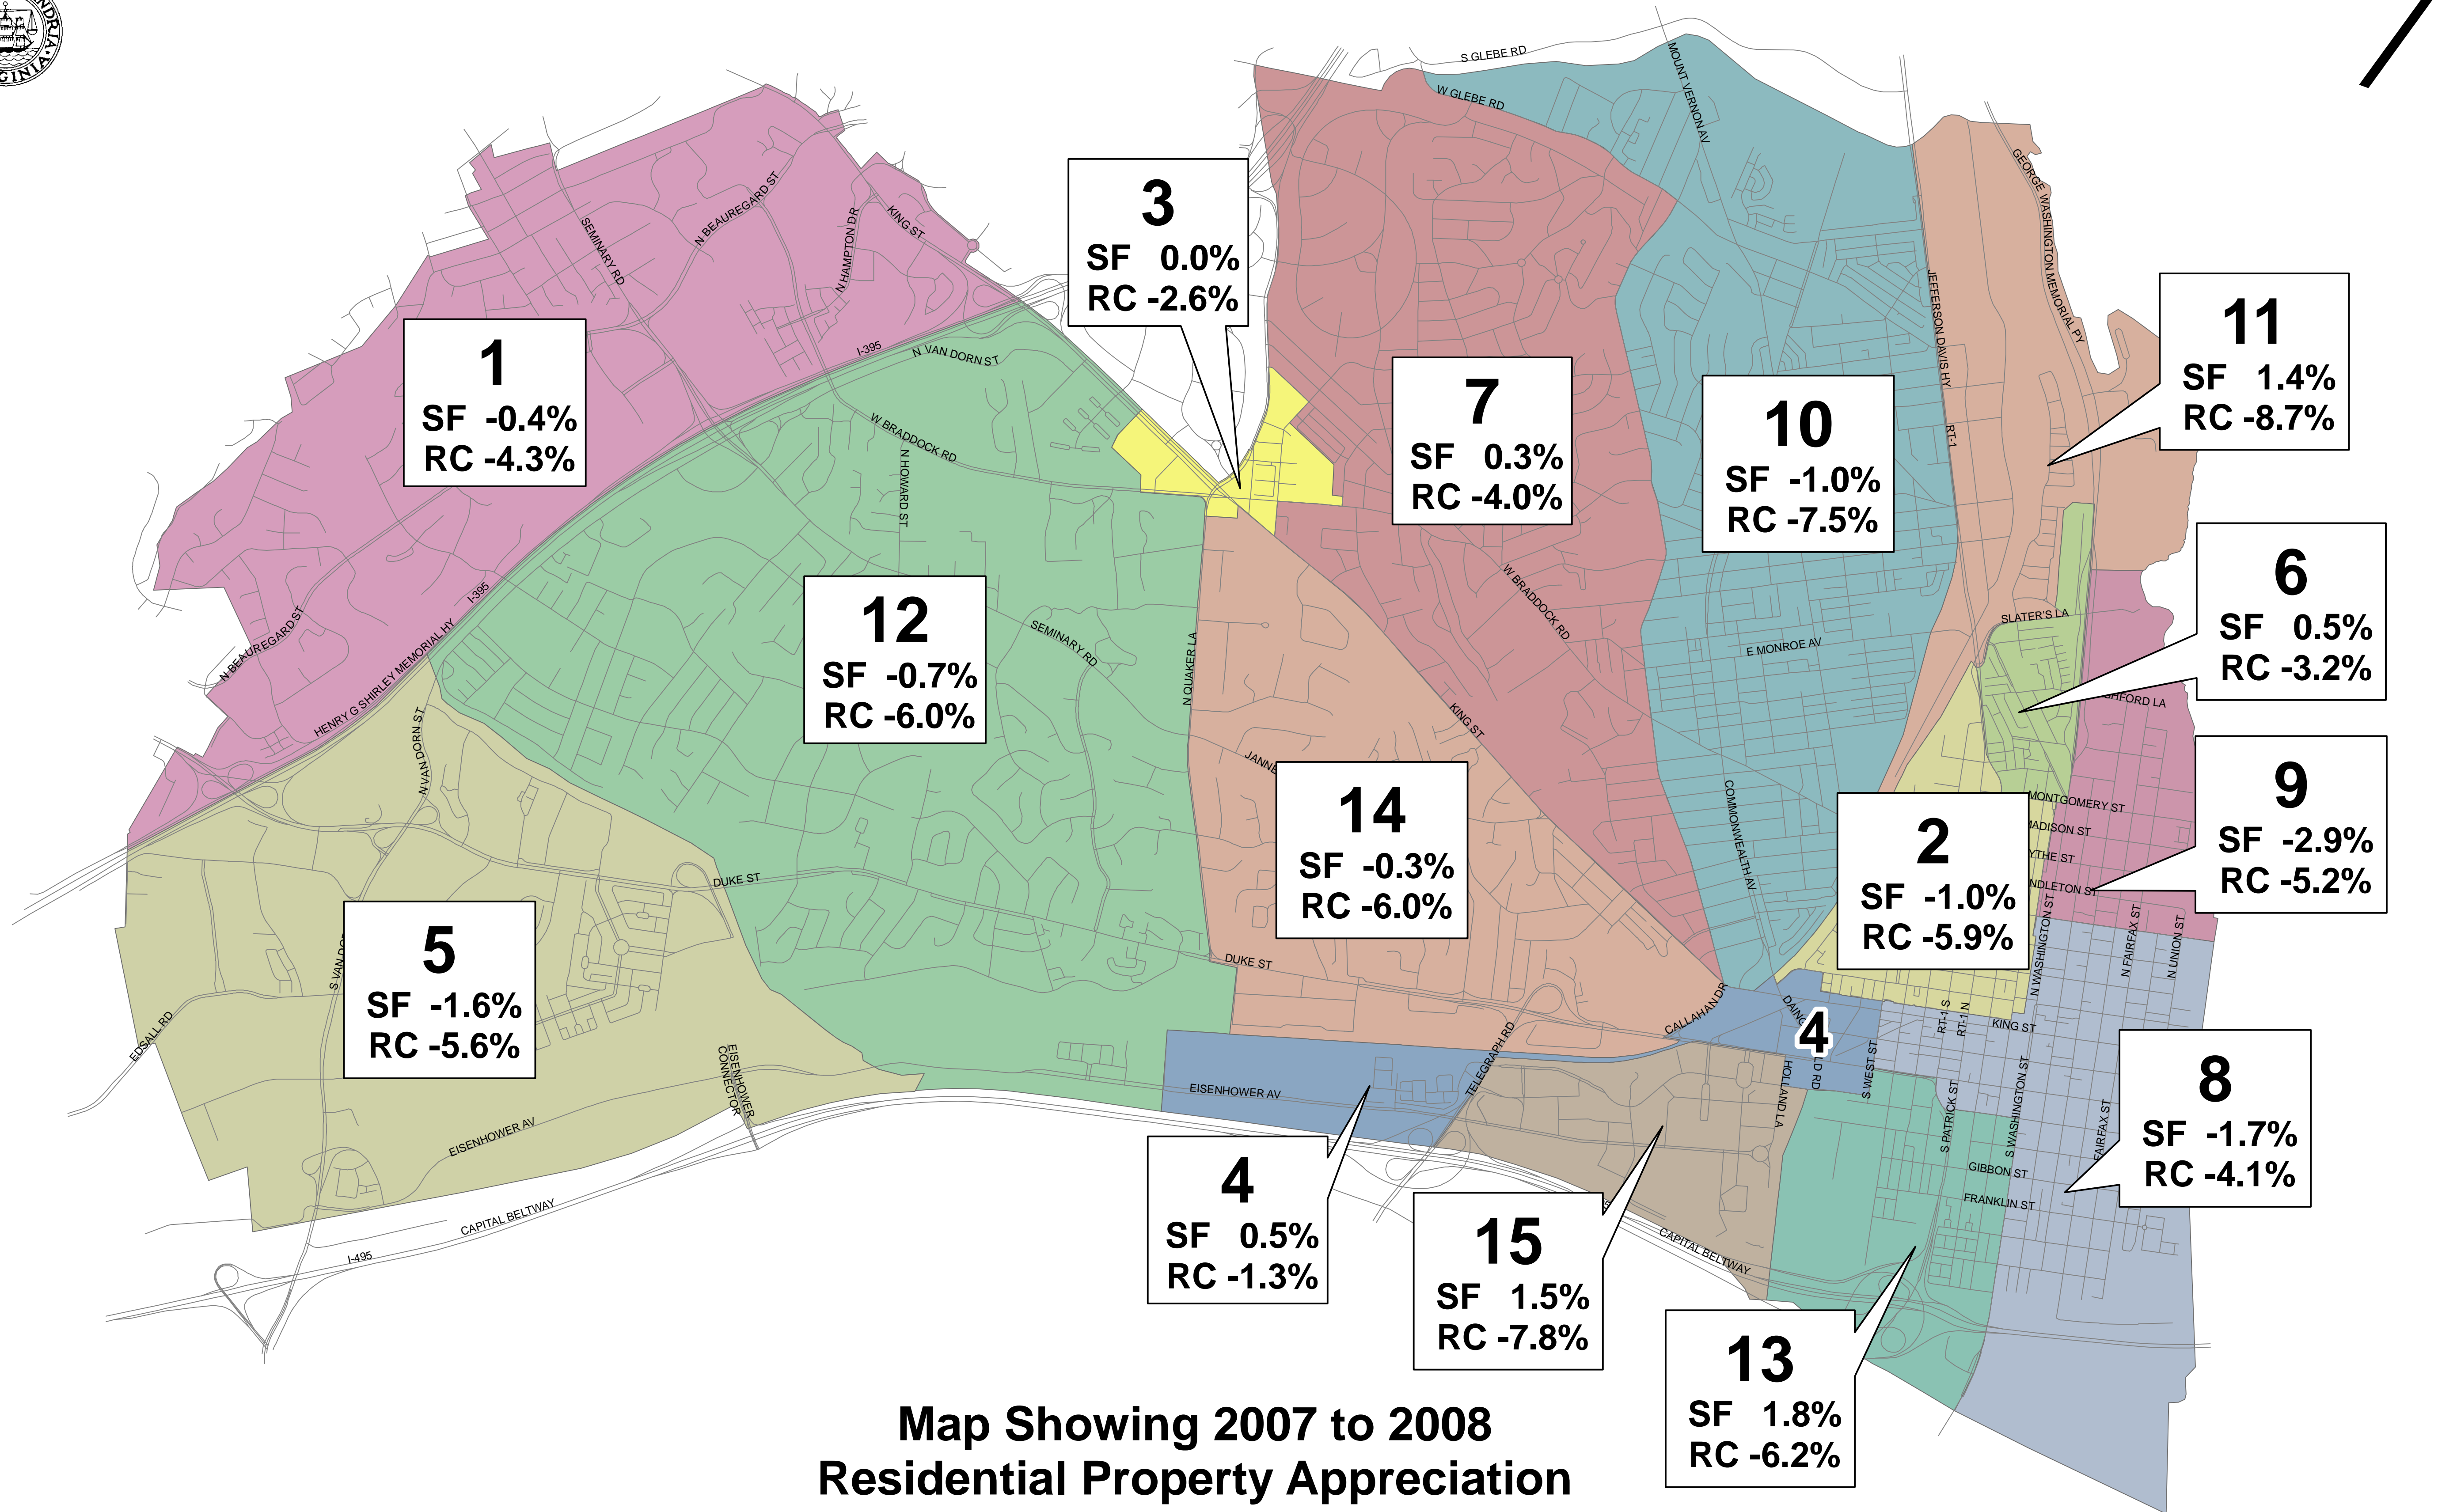 S GLEBE RD
W GLEBE RD
MOUNT VERNON AV
GEORGE WASHINGTON MEMORIAL PY
JEFFERSON DAVIS HY
RT-1
SEMINARY RD
N BEAUREGARD ST
N HAMPTON DR
KING ST
I-395
N VAN DORN ST
3
SF 0.0%
RC -2.6%
1
SF -0.4%
RC -4.3%
7
SF 0.3%
RC -4.0%
10
SF -1.0%
RC -7.5%
11
SF 1.4%
RC -8.7%
W BRADDOCK RD
N HOWARD ST
12
SF -0.7%
RC -6.0%
SEMINARY RD
N QUAKER LA
W BRADDOCK RD
KING ST
E MONROE AV
SLATER'S LA
6
SF 0.5%
RC -3.2%
I-395
HENRY G SHIRLEY MEMORIAL HY
N BEAUREGARD ST
N VAN DORN ST
14
SF -0.3%
RC -6.0%
COMMONWEALTH AV
2
SF -1.0%
RC -5.9%
MONTGOMERY ST
9
SF -2.9%
RC -5.2%
DUKE ST
5
SF -1.6%
RC -5.6%
EDSALL RD
DUKE ST
CALLAHAN DR
4
N WASHINGTON ST
N FAIRFAX ST
N UNION ST
RT-1 S
RT-1 N
KING ST
S WEST ST
HOLLAND LA
TELEGRAPH RD
EISENHOWER AV
EISENHOWER CONNECTOR
EISENHOWER AV
S PATRICK ST
S WASHINGTON ST
GIBBON ST
FRANKLIN ST
FAIRFAX ST
8
SF -1.7%
RC -4.1%
4
SF 0.5%
RC -1.3%
15
SF 1.5%
RC -7.8%
13
SF 1.8%
RC -6.2%
CAPITAL BELTWAY
CAPITAL BELTWAY
I-495
Map Showing 2007 to 2008
Residential Property Appreciation